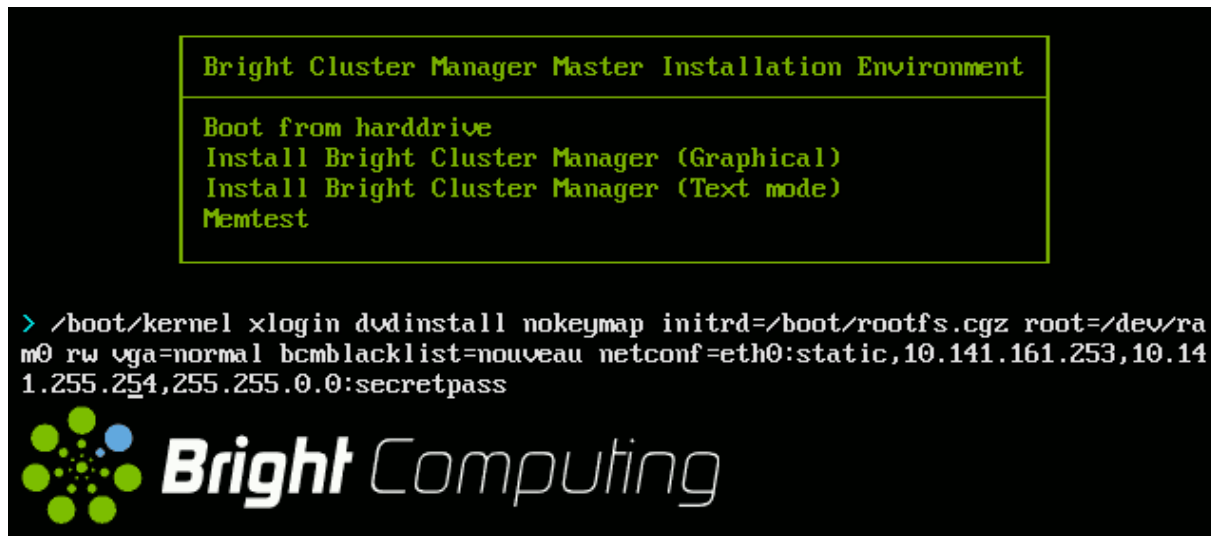 Bright Cluster Manager Master Installation Environment
Boot from harddrive
Install Bright Cluster Manager (Graphical)
Install Bright Cluster Manager (Text mode)
Memtest
> /boot/kernel xlogin dvdinstall nokeymap initrd=/boot/rootfs.cgz root=/dev/ra
m0 rw vga=normal bcmblacklist=nouveau netconf=eth0:static,10.141.161.253,10.14
1.255.254,255.255.0.0:secretpass
Bright Computing